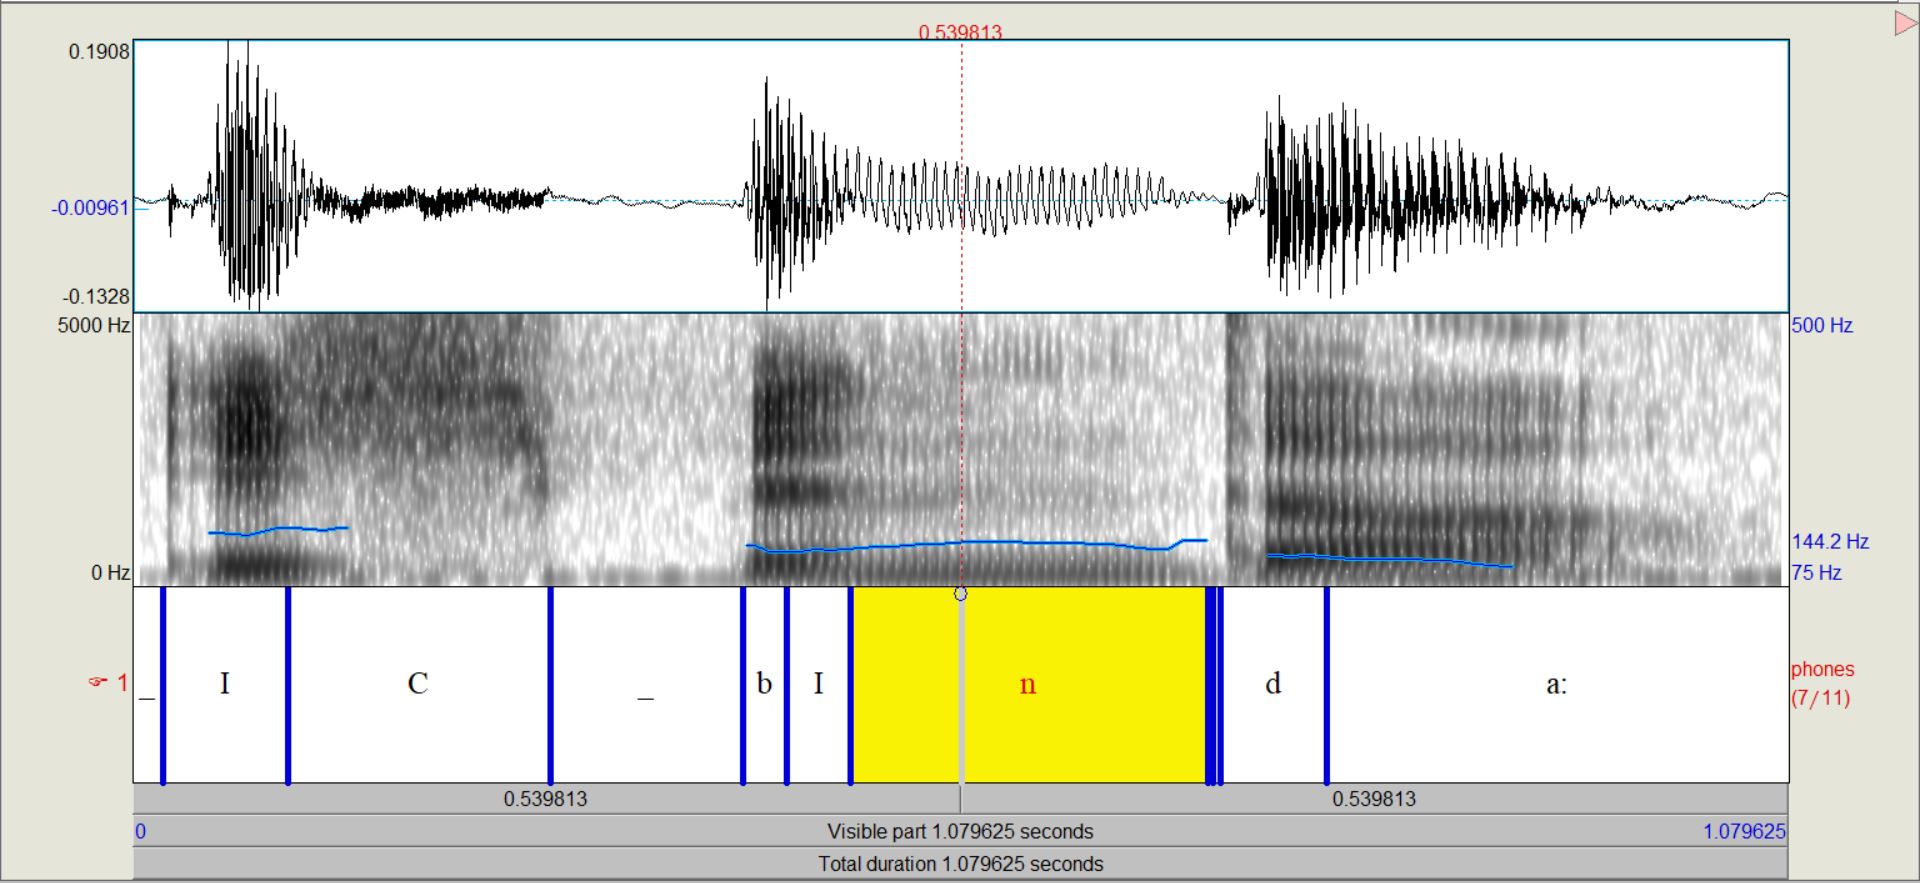 0.539813
0.1908
-0.00961
-0.1328
5000 Hz
500 Hz
144.2 Hz
0 Hz
75 Hz
☞ 1
_ I C _ b I n d a:
phones
(7/11)
0.539813 0.539813
0 Visible part 1.079625 seconds 1.079625
Total duration 1.079625 seconds